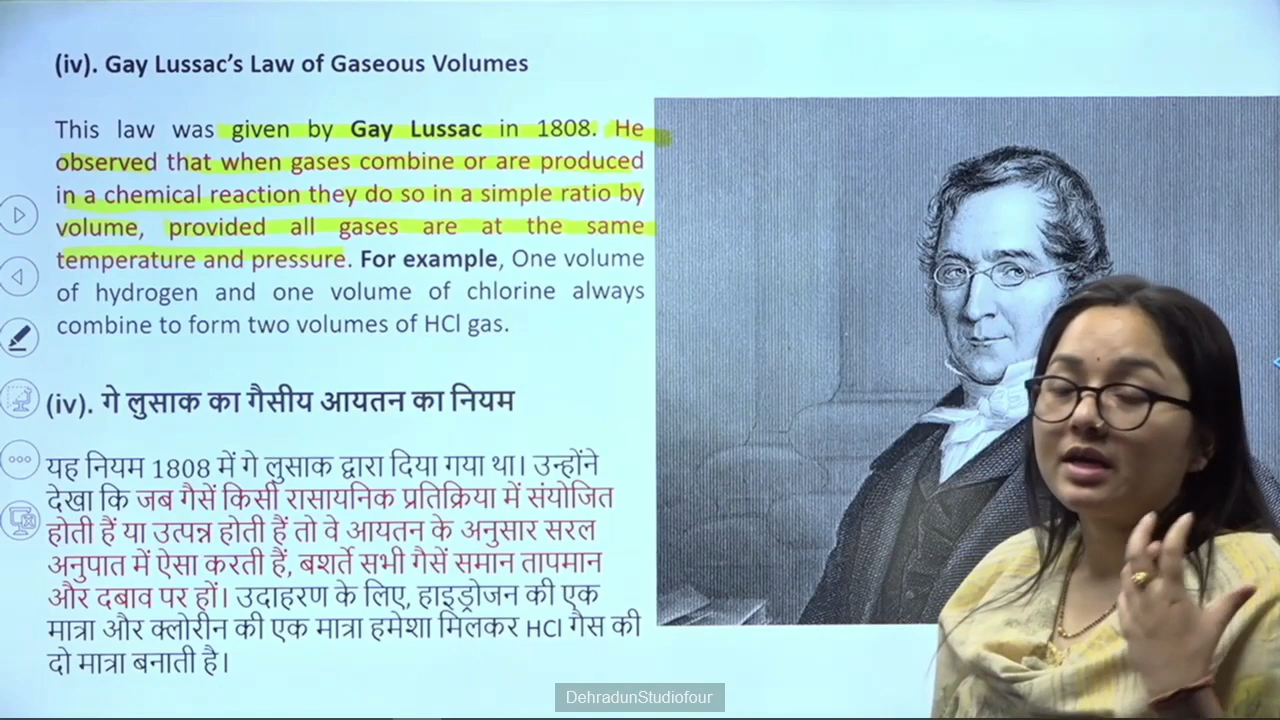 (iv). Gay Lussac’s Law of Gaseous Volumes
This law was given by Gay Lussac in 1808. He
observed that when gases combine or are produced
in a chemical reaction they do so in a simple ratio by
volume, provided all gases are at the same
temperature and pressure. For example, One volume
of hydrogen and one volume of chlorine always
combine to form two volumes of HCl gas.
(iv). गे लुसाक का गैसीय आयतन का नियम
यह नियम 1808 में गे लुसाक द्वारा दिया गया था। उन्होंने
देखा कि जब गैसें किसी रासायनिक प्रतिक्रिया में संयोजित
होती हैं या उत्पन्न होती हैं तो वे आयतन के अनुसार सरल
अनुपात में ऐसा करती हैं, बशर्ते सभी गैसें समान तापमान
और दबाव पर हों। उदाहरण के लिए, हाइड्रोजन की एक
मात्रा और क्लोरीन की एक मात्रा हमेशा मिलकर HCl गैस की
दो मात्रा बनाती है।
DehradunStudiofour